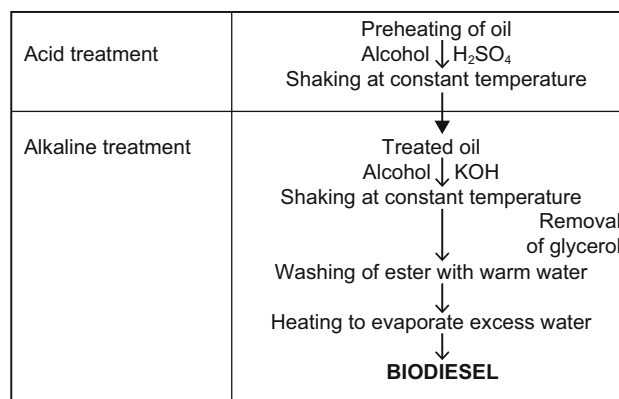 Acid treatment
Preheating of oil
Alcohol H₂SO₄
Shaking at constant temperature
Alkaline treatment
Treated oil
Alcohol KOH
Shaking at constant temperature
Removal
of glycerol
Washing of ester with warm water
Heating to evaporate excess water
BIODIESEL